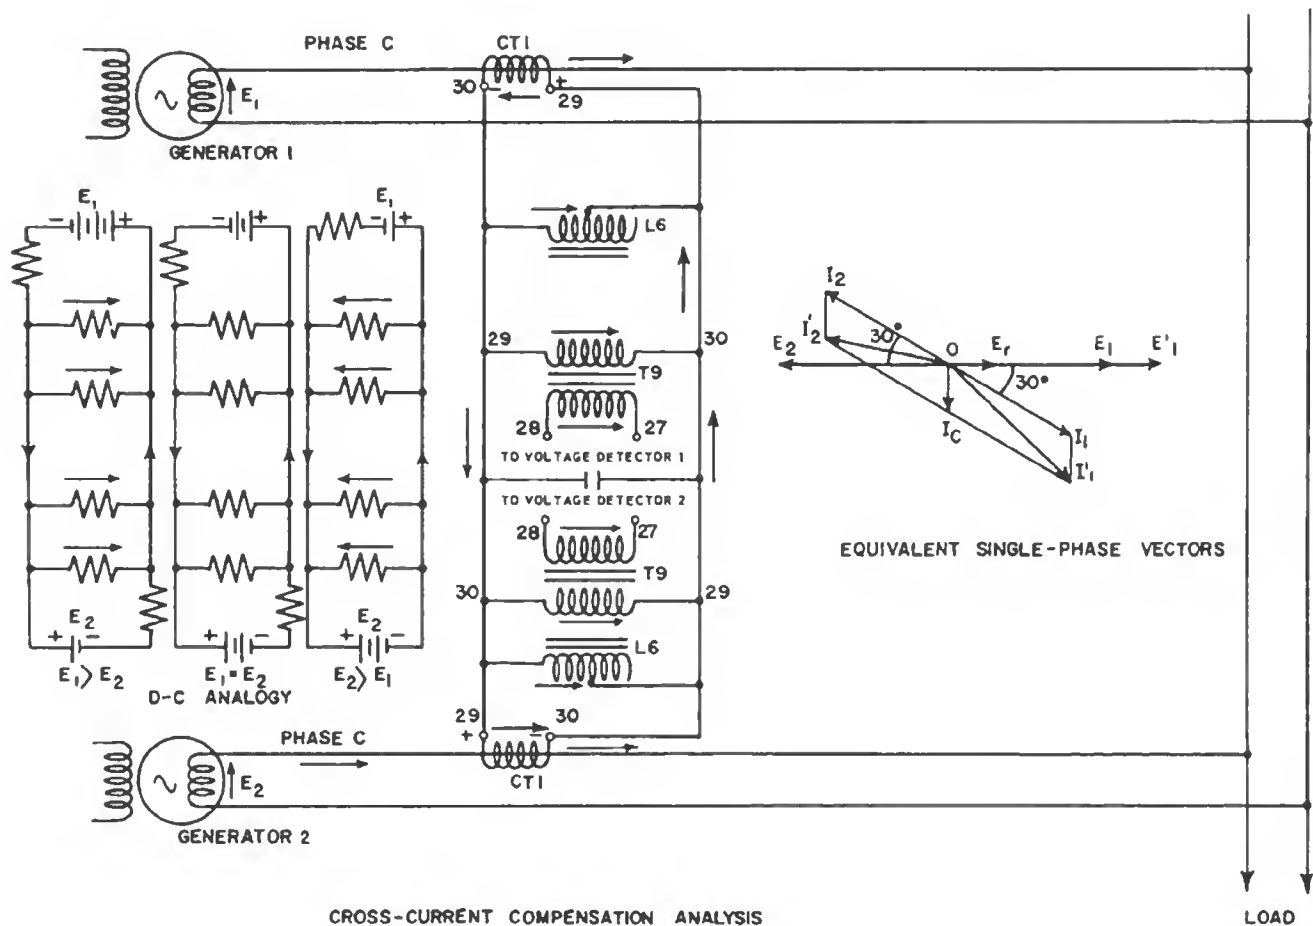 PHASE C
CT1
30
−
+
29
E₁
GENERATOR 1
E₁
− +
− +
E₁
− +
L6
29
30
T9
28
27
TO VOLTAGE DETECTOR 1
TO VOLTAGE DETECTOR 2
28
27
T9
30
29
L6
I₂
I'₂
30°
E₂
O
Eᵣ
E₁
E'₁
30°
I_C
I₁
I'₁
EQUIVALENT SINGLE-PHASE VECTORS
E₂
+ −
+ −
E₂
+ −
E₁ > E₂
E₁ = E₂
E₂ > E₁
D-C ANALOGY
29
+
30
−
PHASE C
CT1
E₂
GENERATOR 2
CROSS-CURRENT COMPENSATION ANALYSIS
LOAD